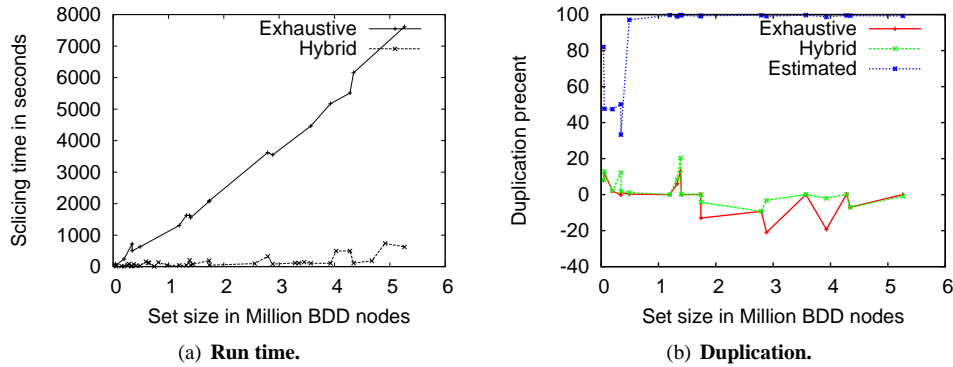 8000
7000
6000
5000
4000
3000
2000
1000
0
Sclicing time in seconds
Exhaustive
Hybrid
0 1 2 3 4 5 6
Set size in Million BDD nodes
(a) Run time.
100
80
60
40
20
0
-20
-40
Duplication precent
Exhaustive
Hybrid
Estimated
0 1 2 3 4 5 6
Set size in Million BDD nodes
(b) Duplication.